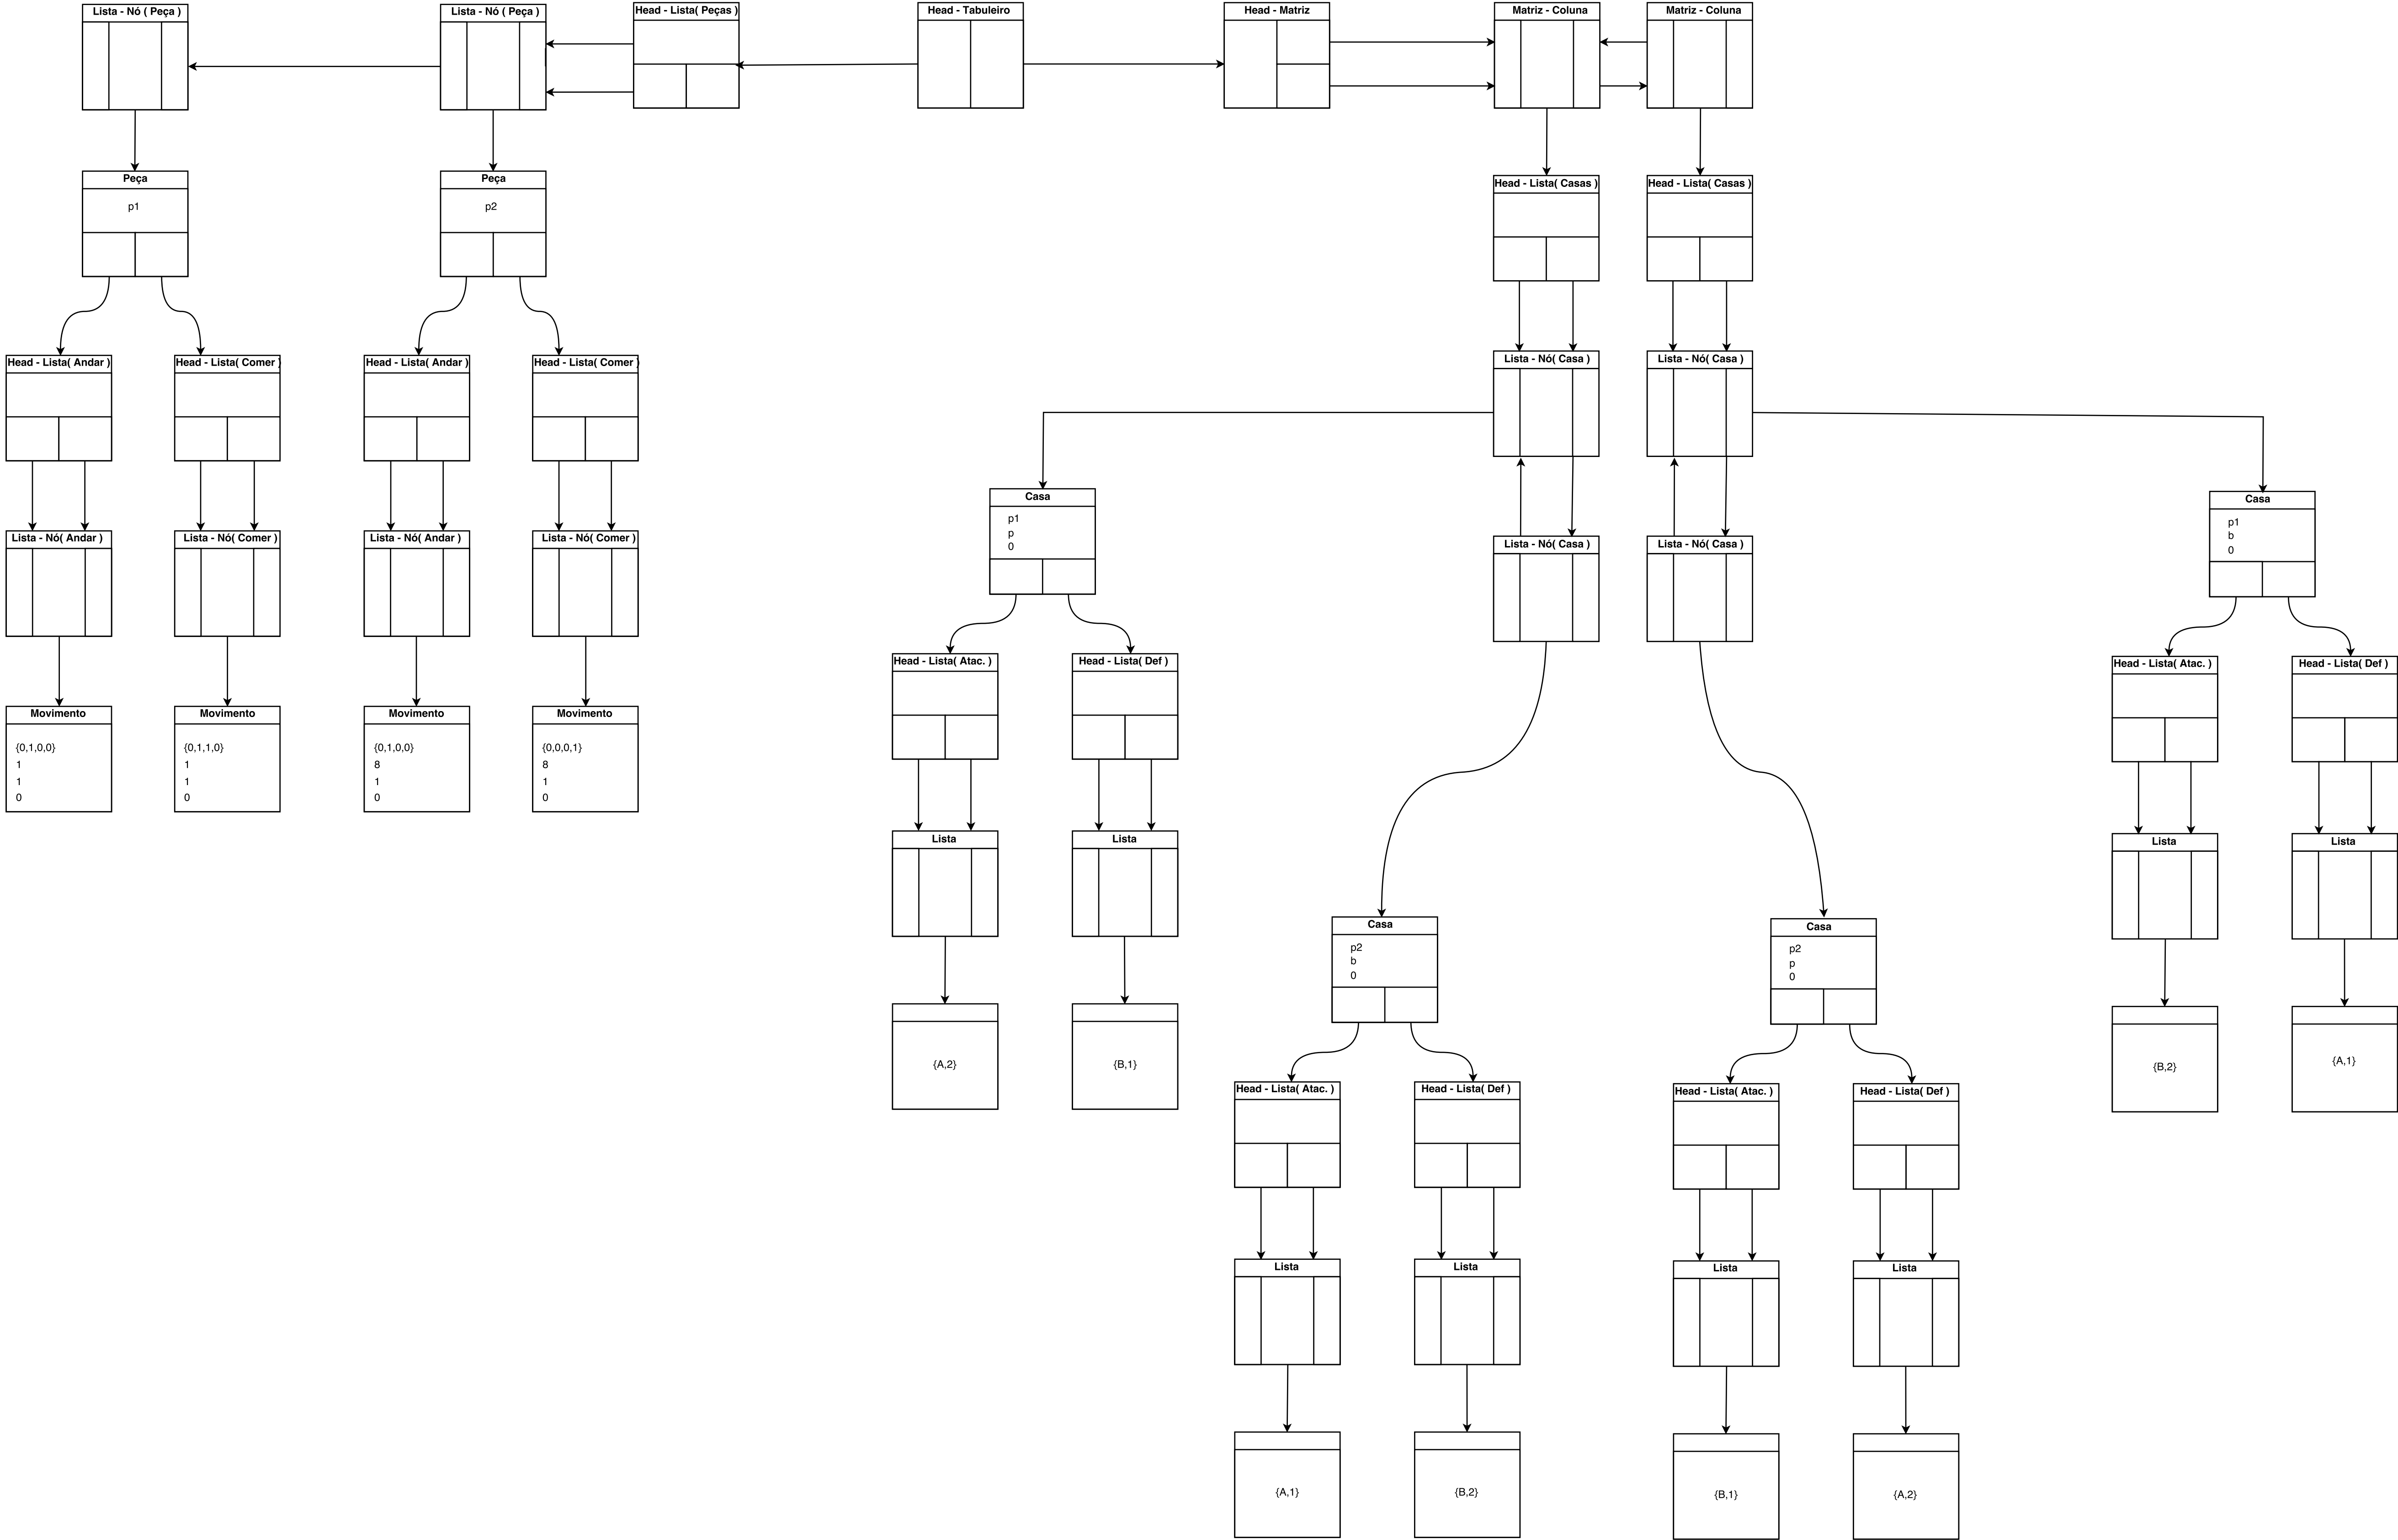 Lista - Nó ( Peça )
Lista - Nó ( Peça )
Head - Lista( Peças )
Head - Tabuleiro
Head - Matriz
Matriz - Coluna
Matriz - Coluna
Peça
p1
Peça
p2
Head - Lista( Casas )
Head - Lista( Casas )
Head - Lista( Andar )
Head - Lista( Comer )
Head - Lista( Andar )
Head - Lista( Comer )
Lista - Nó( Casa )
Lista - Nó( Casa )
Casa
p1
p
0
Casa
p1
b
0
Lista - Nó( Andar )
Lista - Nó( Comer )
Lista - Nó( Andar )
Lista - Nó( Comer )
Lista - Nó( Casa )
Lista - Nó( Casa )
Head - Lista( Atac. )
Head - Lista( Def )
Head - Lista( Atac. )
Head - Lista( Def )
Movimento
{0,1,0,0}
1
1
0
Movimento
{0,1,1,0}
1
1
0
Movimento
{0,1,0,0}
8
1
0
Movimento
{0,0,0,1}
8
1
0
Lista
Lista
Lista
Lista
Casa
p2
b
0
Casa
p2
p
0
{A,2}
{B,1}
{B,2}
{A,1}
Head - Lista( Atac. )
Head - Lista( Def )
Head - Lista( Atac. )
Head - Lista( Def )
Lista
Lista
Lista
Lista
{A,1}
{B,2}
{B,1}
{A,2}